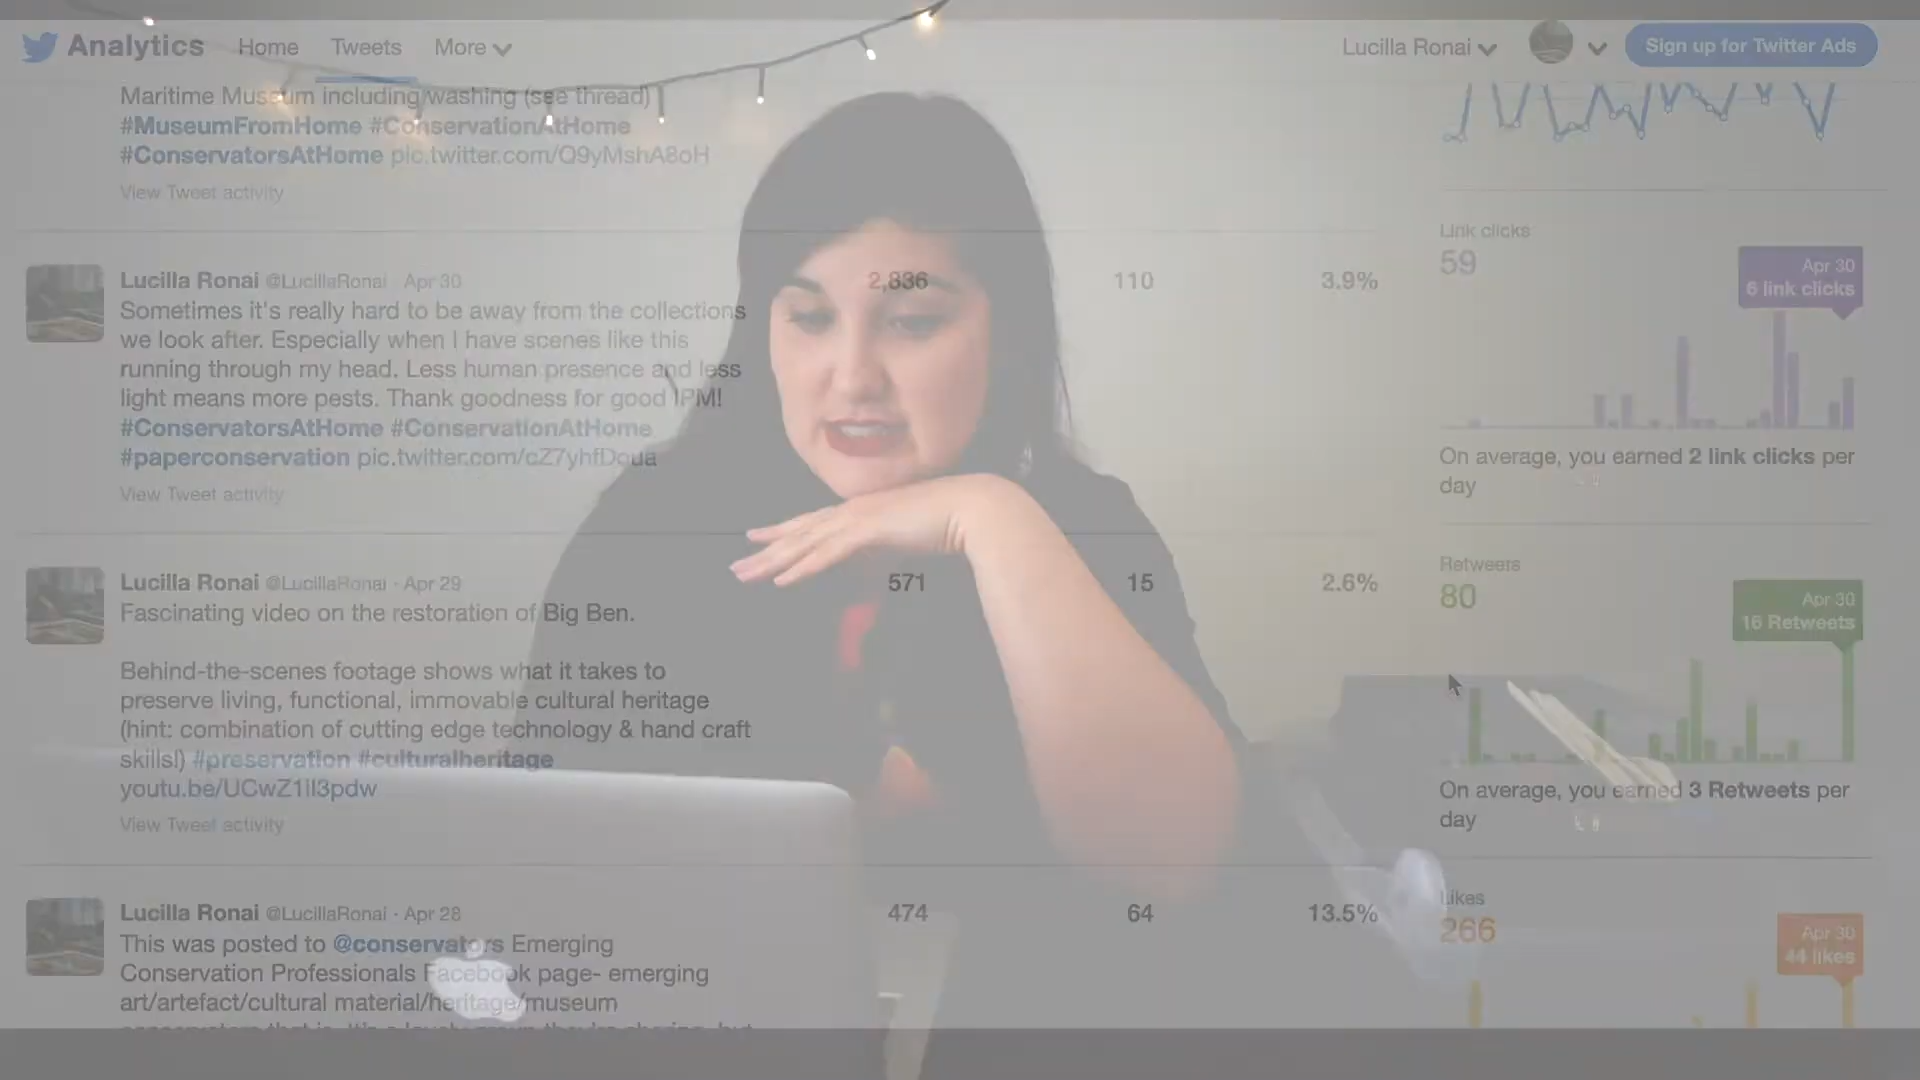 Analytics Home Tweets More Lucilla Ronai Sign up for Twitter Ads
Maritime Museum including washing (see thread)
#MuseumFromHome #ConservationAtHome
#ConservatorsAtHome pic.twitter.com/Q9yMshA8oH
View Tweet activity
Lucilla Ronai @LucillaRonai · Apr 30 2,836 110 3.9%
Sometimes it's really hard to be away from the collections
we look after. Especially when I have scenes like this
running through my head. Less human presence and less
light means more pests. Thank goodness for good IPM!
#ConservatorsAtHome #ConservationAtHome
#paperconservation pic.twitter.com/cZ7yhfDoua
View Tweet activity
Lucilla Ronai @LucillaRonai · Apr 29 571 15 2.6%
Fascinating video on the restoration of Big Ben.
Behind-the-scenes footage shows what it takes to
preserve living, functional, immovable cultural heritage
(hint: combination of cutting edge technology & hand craft
skills!) #preservation #culturalheritage
youtu.be/UCwZ1iI3pdw
View Tweet activity
Lucilla Ronai @LucillaRonai · Apr 28 474 64 13.5%
This was posted to @conservators Emerging
Conservation Professionals Facebook page- emerging
art/artefact/cultural material/heritage/museum
Link clicks
59
Apr 30
6 link clicks
On average, you earned 2 link clicks per
day
Retweets
80
Apr 30
16 Retweets
On average, you earned 3 Retweets per
day
Likes
266
Apr 30
44 likes